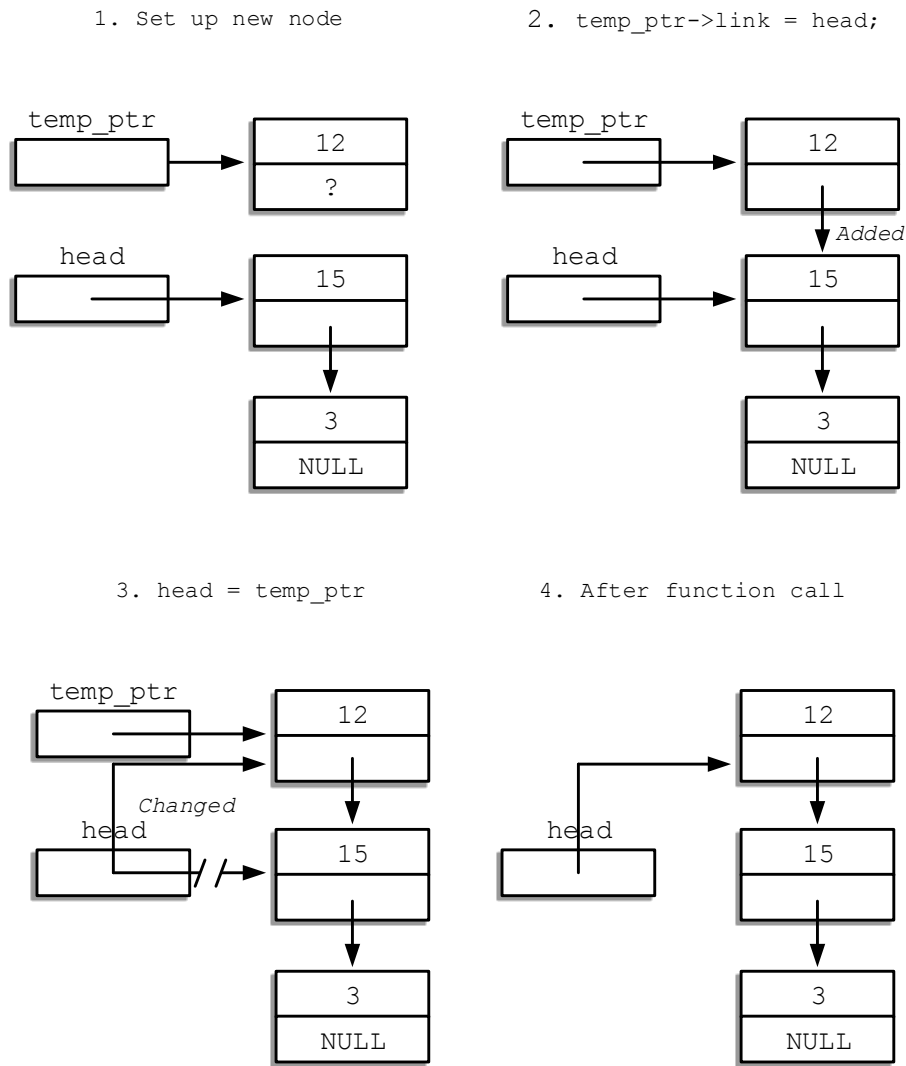 1. Set up new node
2. temp_ptr->link = head;
temp_ptr
12
?
head
15
3
NULL
temp_ptr
12
Added
head
15
3
NULL
3. head = temp_ptr
4. After function call
temp_ptr
12
Changed
head
15
3
NULL
12
head
15
3
NULL